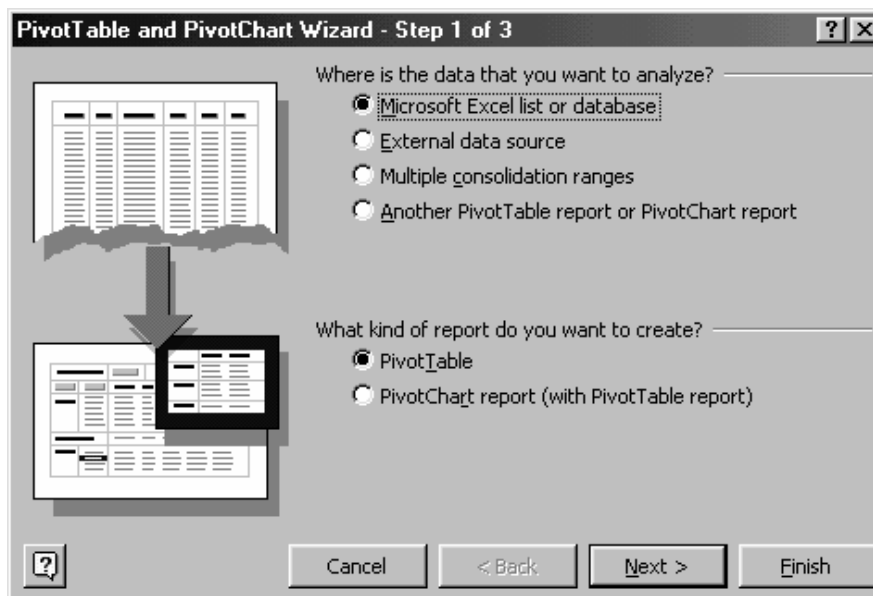 PivotTable and PivotChart Wizard - Step 1 of 3
Where is the data that you want to analyze?
Microsoft Excel list or database
External data source
Multiple consolidation ranges
Another PivotTable report or PivotChart report
What kind of report do you want to create?
PivotTable
PivotChart report (with PivotTable report)
Cancel < Back Next > Finish